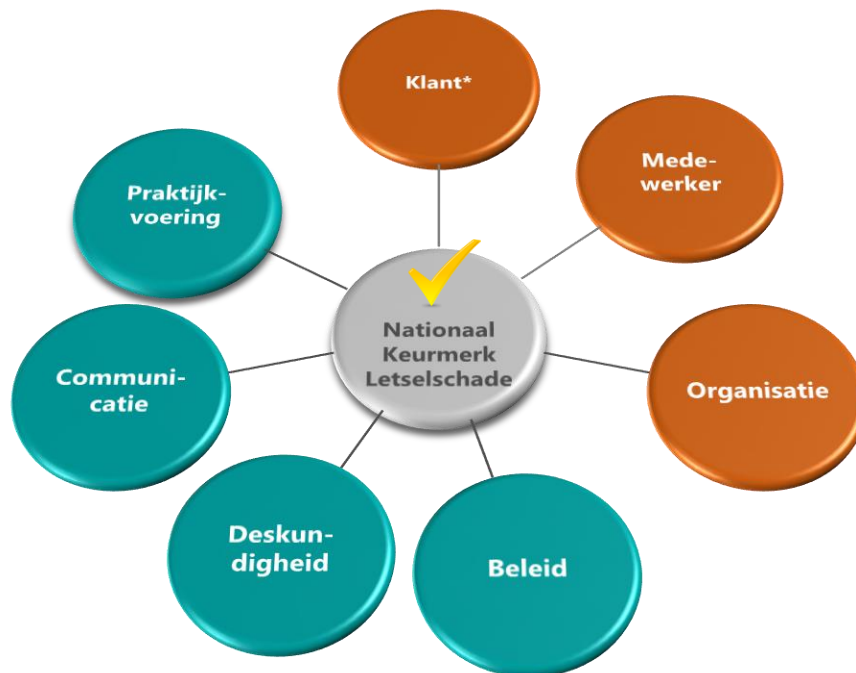 Klant*
Mede-
werker
Praktijk-
voering
Nationaal
Keurmerk
Letselschade
Communi-
catie
Organisatie
Deskun-
digheid
Beleid